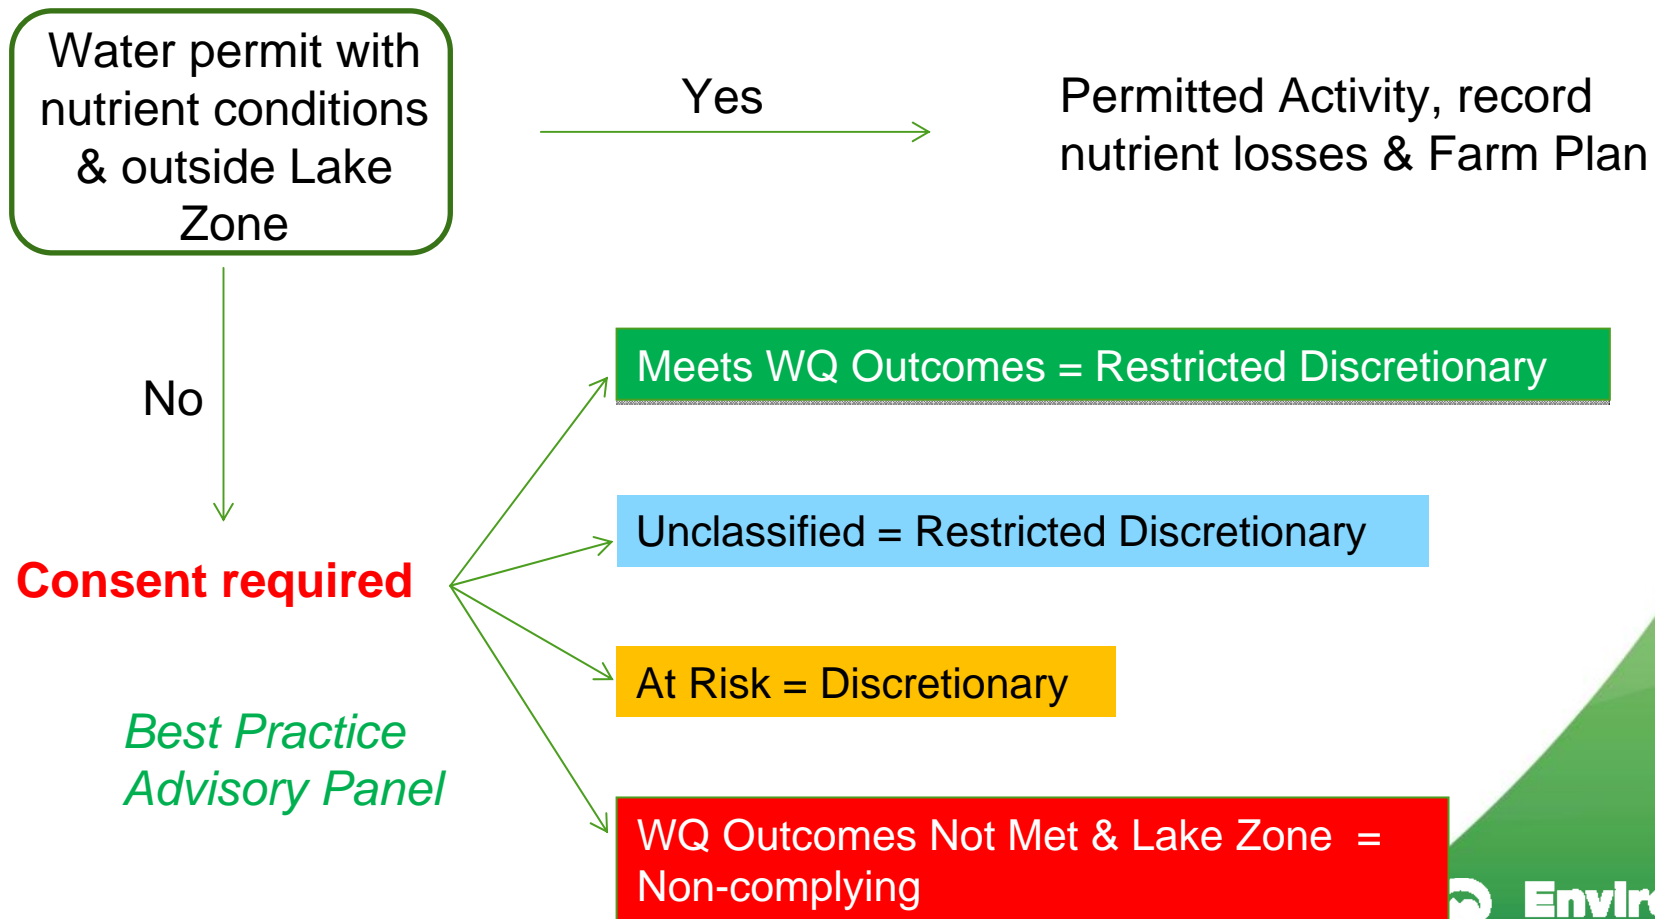 Water permit with
nutrient conditions
& outside Lake
Zone
Yes
Permitted Activity, record
nutrient losses & Farm Plan
No
Meets WQ Outcomes = Restricted Discretionary
Unclassified = Restricted Discretionary
Consent required
At Risk = Discretionary
Best Practice
Advisory Panel
WQ Outcomes Not Met & Lake Zone =
Non-complying